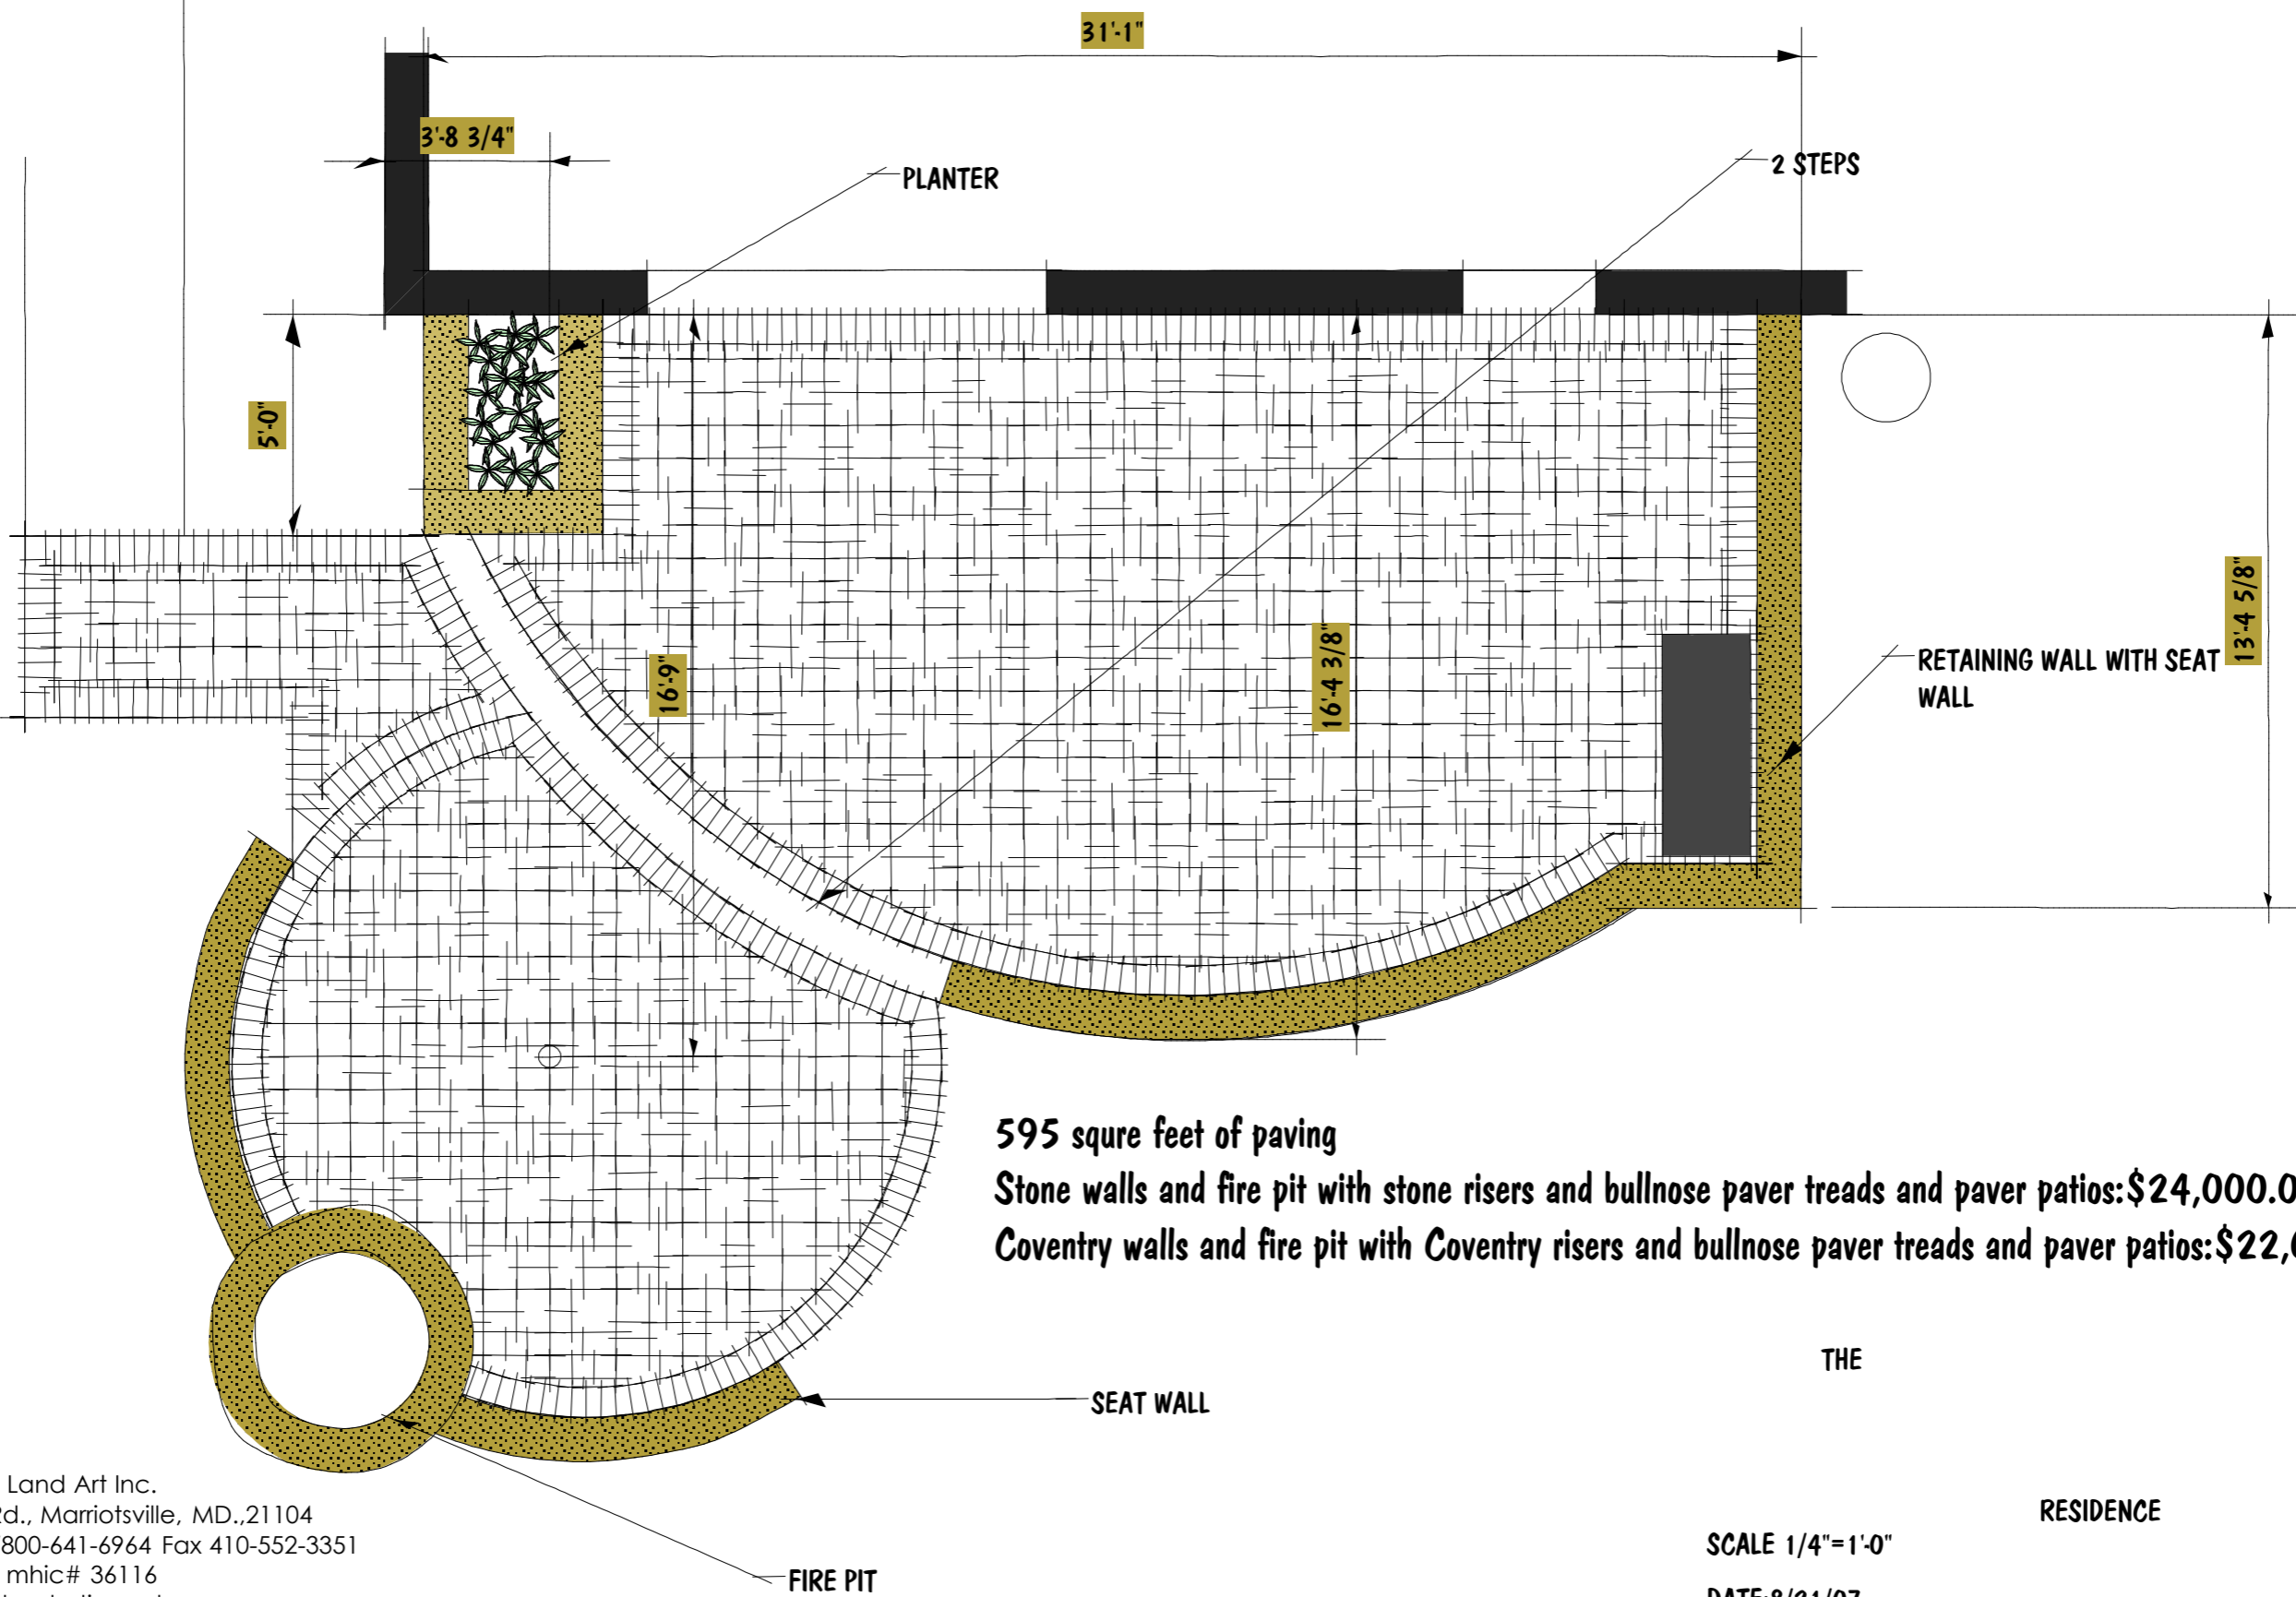 31'-1"
3'-8 3/4"
PLANTER
2 STEPS
5'-0"
16'-9"
16'-4 3/8"
13'-4 5/8"
RETAINING WALL WITH SEAT
WALL
595 squre feet of paving
Stone walls and fire pit with stone risers and bullnose paver treads and paver patios:$24,000.0
Coventry walls and fire pit with Coventry risers and bullnose paver treads and paver patios:$22,
THE
SEAT WALL
RESIDENCE
SCALE 1/4"=1'-0"
FIRE PIT
Land Art Inc.
Rd., Marriotsville, MD.,21104
800-641-6964 Fax 410-552-3351
mhic# 36116